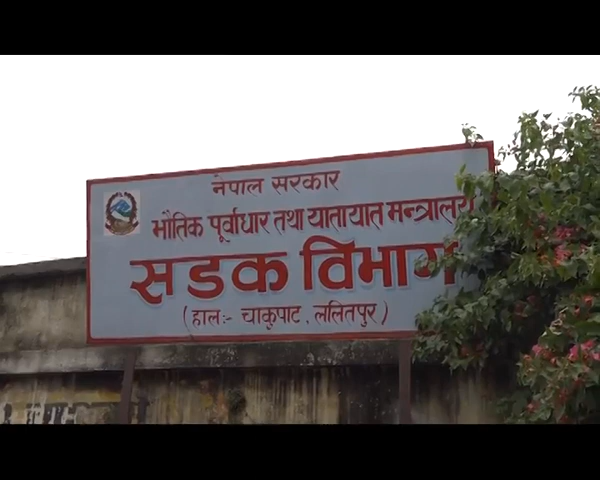 नेपाल सरकार
भौतिक पूर्वाधार तथा यातायात मन्त्रालय
सडक विभाग
(हालः- चाकुपाट, ललितपुर)